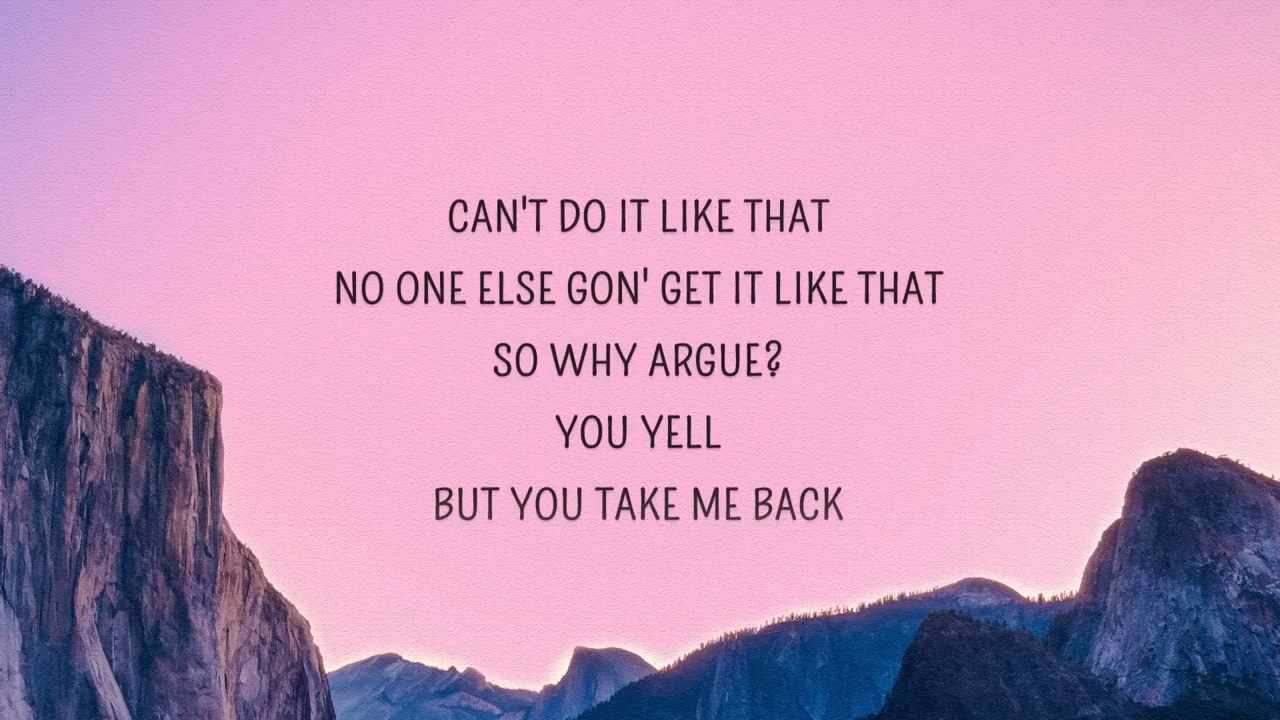 CAN'T DO IT LIKE THAT
NO ONE ELSE GON' GET IT LIKE THAT
SO WHY ARGUE?
YOU YELL
BUT YOU TAKE ME BACK